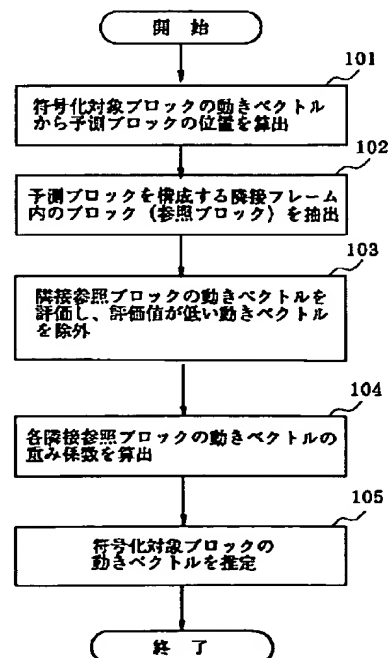 開 始
101
符号化対象ブロックの動きベクトル
から予測ブロックの位置を算出
102
予測ブロックを構成する隣接フレーム
内のブロック（参照ブロック）を抽出
103
隣接参照ブロックの動きベクトルを
評価し、評価値が低い動きベクトル
を除外
104
各隣接参照ブロックの動きベクトルの
重み係数を算出
105
符号化対象ブロックの
動きベクトルを推定
終 了